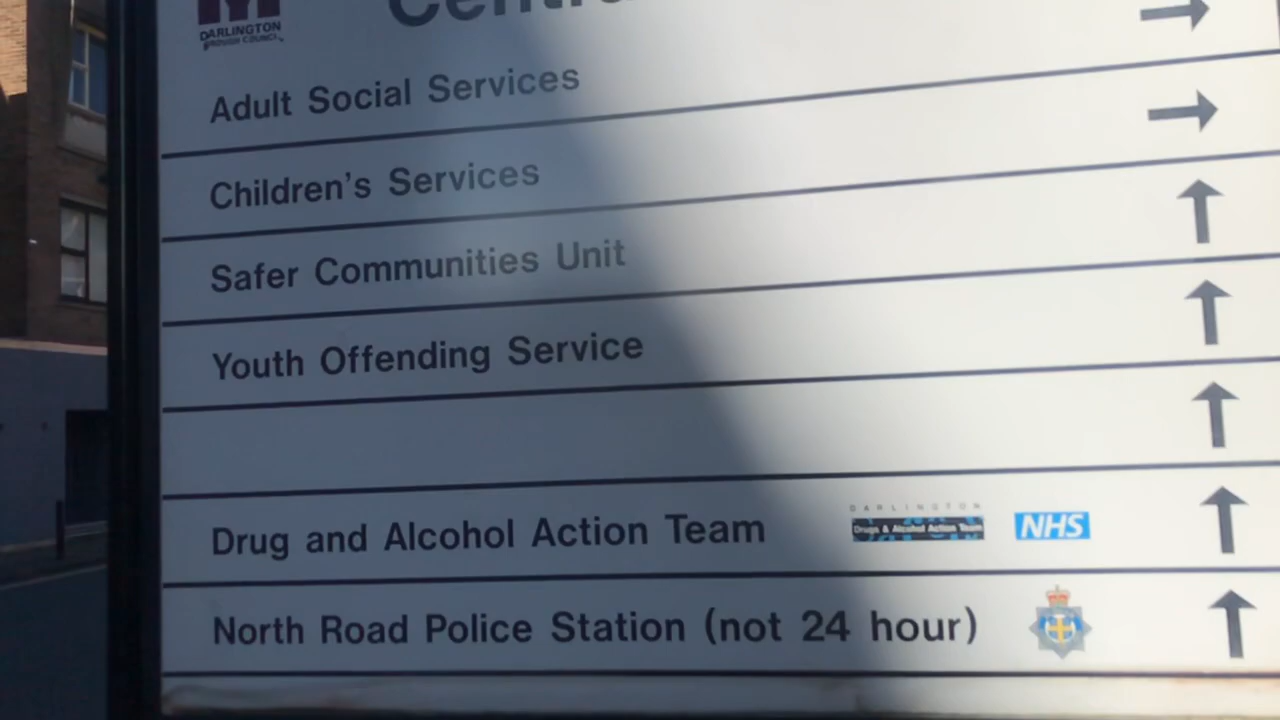 DARLINGTON
BOROUGH COUNCIL
Adult Social Services
Children's Services
Safer Communities Unit
Youth Offending Service
Drug and Alcohol Action Team
DARLINGTON
Drugs & Alcohol Action Team
NHS
North Road Police Station (not 24 hour)